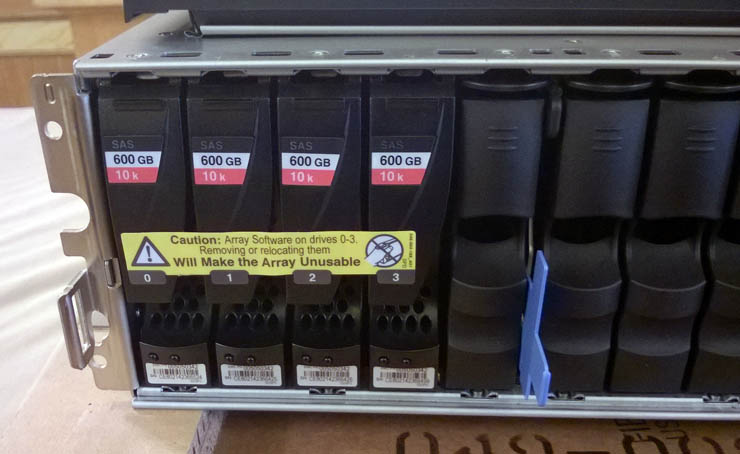 SAS
600 GB
10 k
SAS
600 GB
10 k
SAS
600 GB
10 k
SAS
600 GB
10 k
Caution: Array Software on drives 0-3.
Removing or relocating them
Will Make the Array Unusable
0
1
2
3